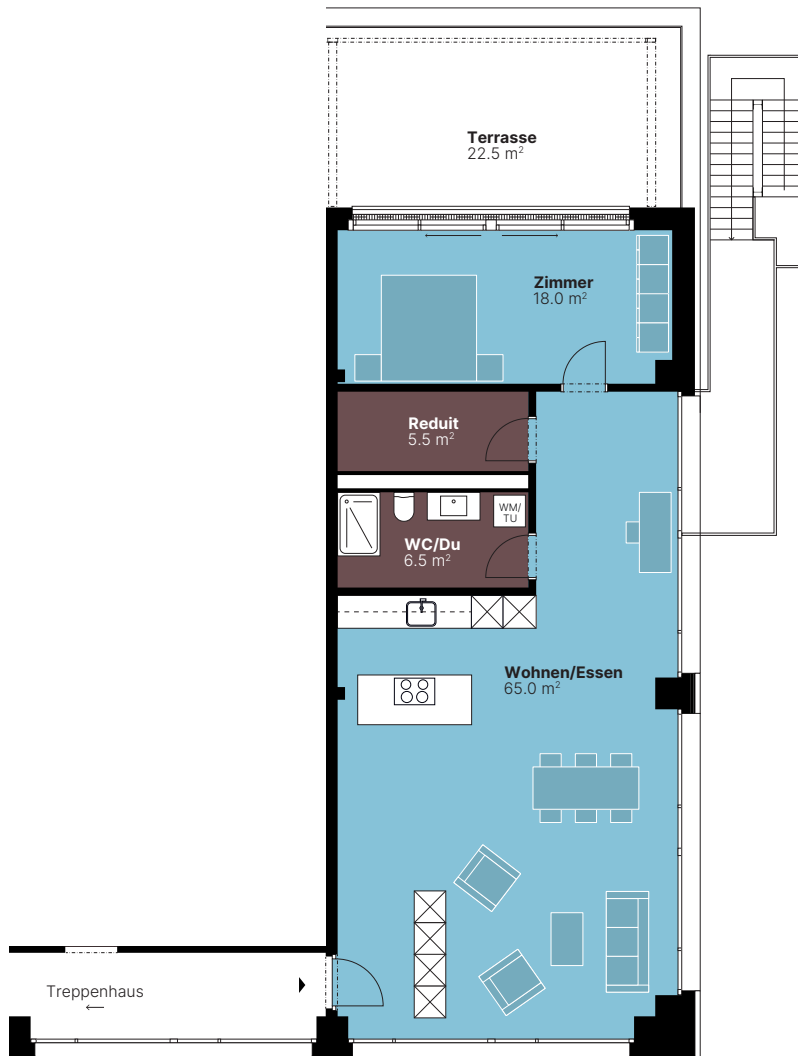 Terrasse
22.5 m²
Zimmer
18.0 m²
Reduit
5.5 m²
WM/
TU
WC/Du
6.5 m²
Wohnen/Essen
65.0 m²
Treppenhaus
←